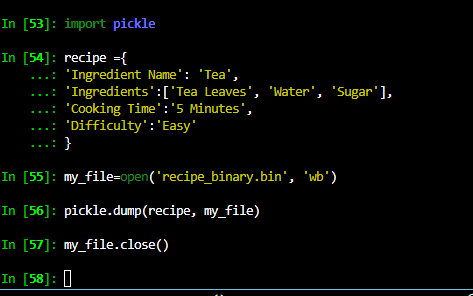 In [53]: import pickle
In [54]: recipe ={
...: 'Ingredient Name': 'Tea',
...: 'Ingredients':['Tea Leaves', 'Water', 'Sugar'],
...: 'Cooking Time':'5 Minutes',
...: 'Difficulty':'Easy'
...: }
In [55]: my_file=open('recipe_binary.bin', 'wb')
In [56]: pickle.dump(recipe, my_file)
In [57]: my_file.close()
In [58]: